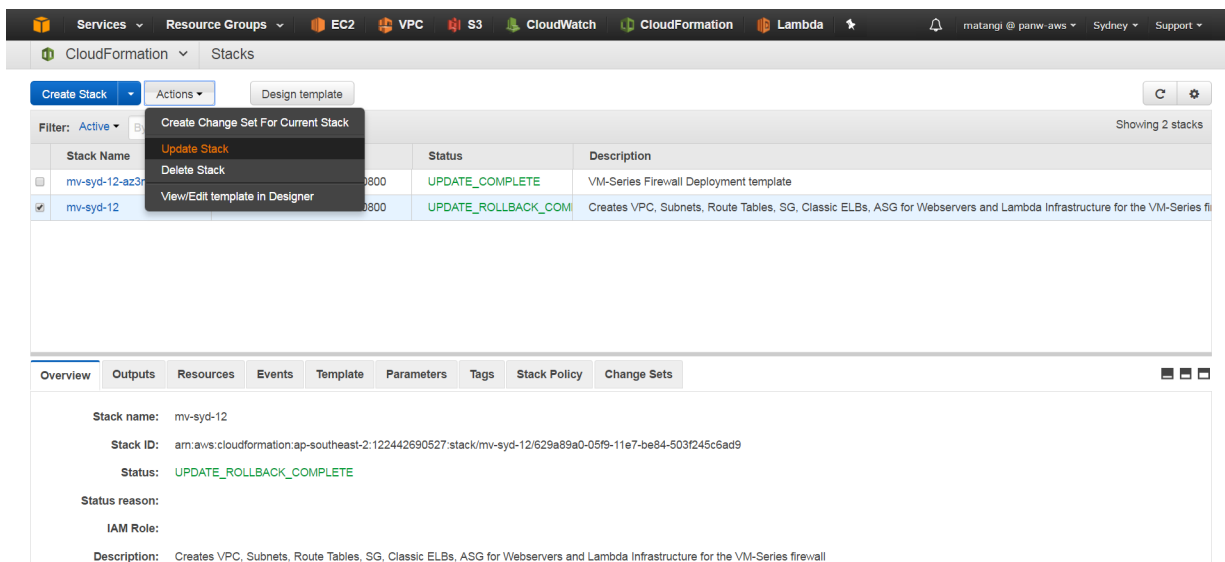 Services Resource Groups EC2 VPC S3 CloudWatch CloudFormation Lambda matangi @ panw-aws Sydney Support
CloudFormation Stacks
Create Stack Actions Design template
Filter: Active By Showing 2 stacks
Create Change Set For Current Stack
Update Stack
Delete Stack
View/Edit template in Designer
Stack Name Status Description
mv-syd-12-az3r 0800 UPDATE_COMPLETE VM-Series Firewall Deployment template
mv-syd-12 0800 UPDATE_ROLLBACK_COM Creates VPC, Subnets, Route Tables, SG, Classic ELBs, ASG for Webservers and Lambda Infrastructure for the VM-Series fi
Overview Outputs Resources Events Template Parameters Tags Stack Policy Change Sets
Stack name: mv-syd-12
Stack ID: arn:aws:cloudformation:ap-southeast-2:122442690527:stack/mv-syd-12/629a89a0-05f9-11e7-be84-503f245c6ad9
Status: UPDATE_ROLLBACK_COMPLETE
Status reason:
IAM Role:
Description: Creates VPC, Subnets, Route Tables, SG, Classic ELBs, ASG for Webservers and Lambda Infrastructure for the VM-Series firewall